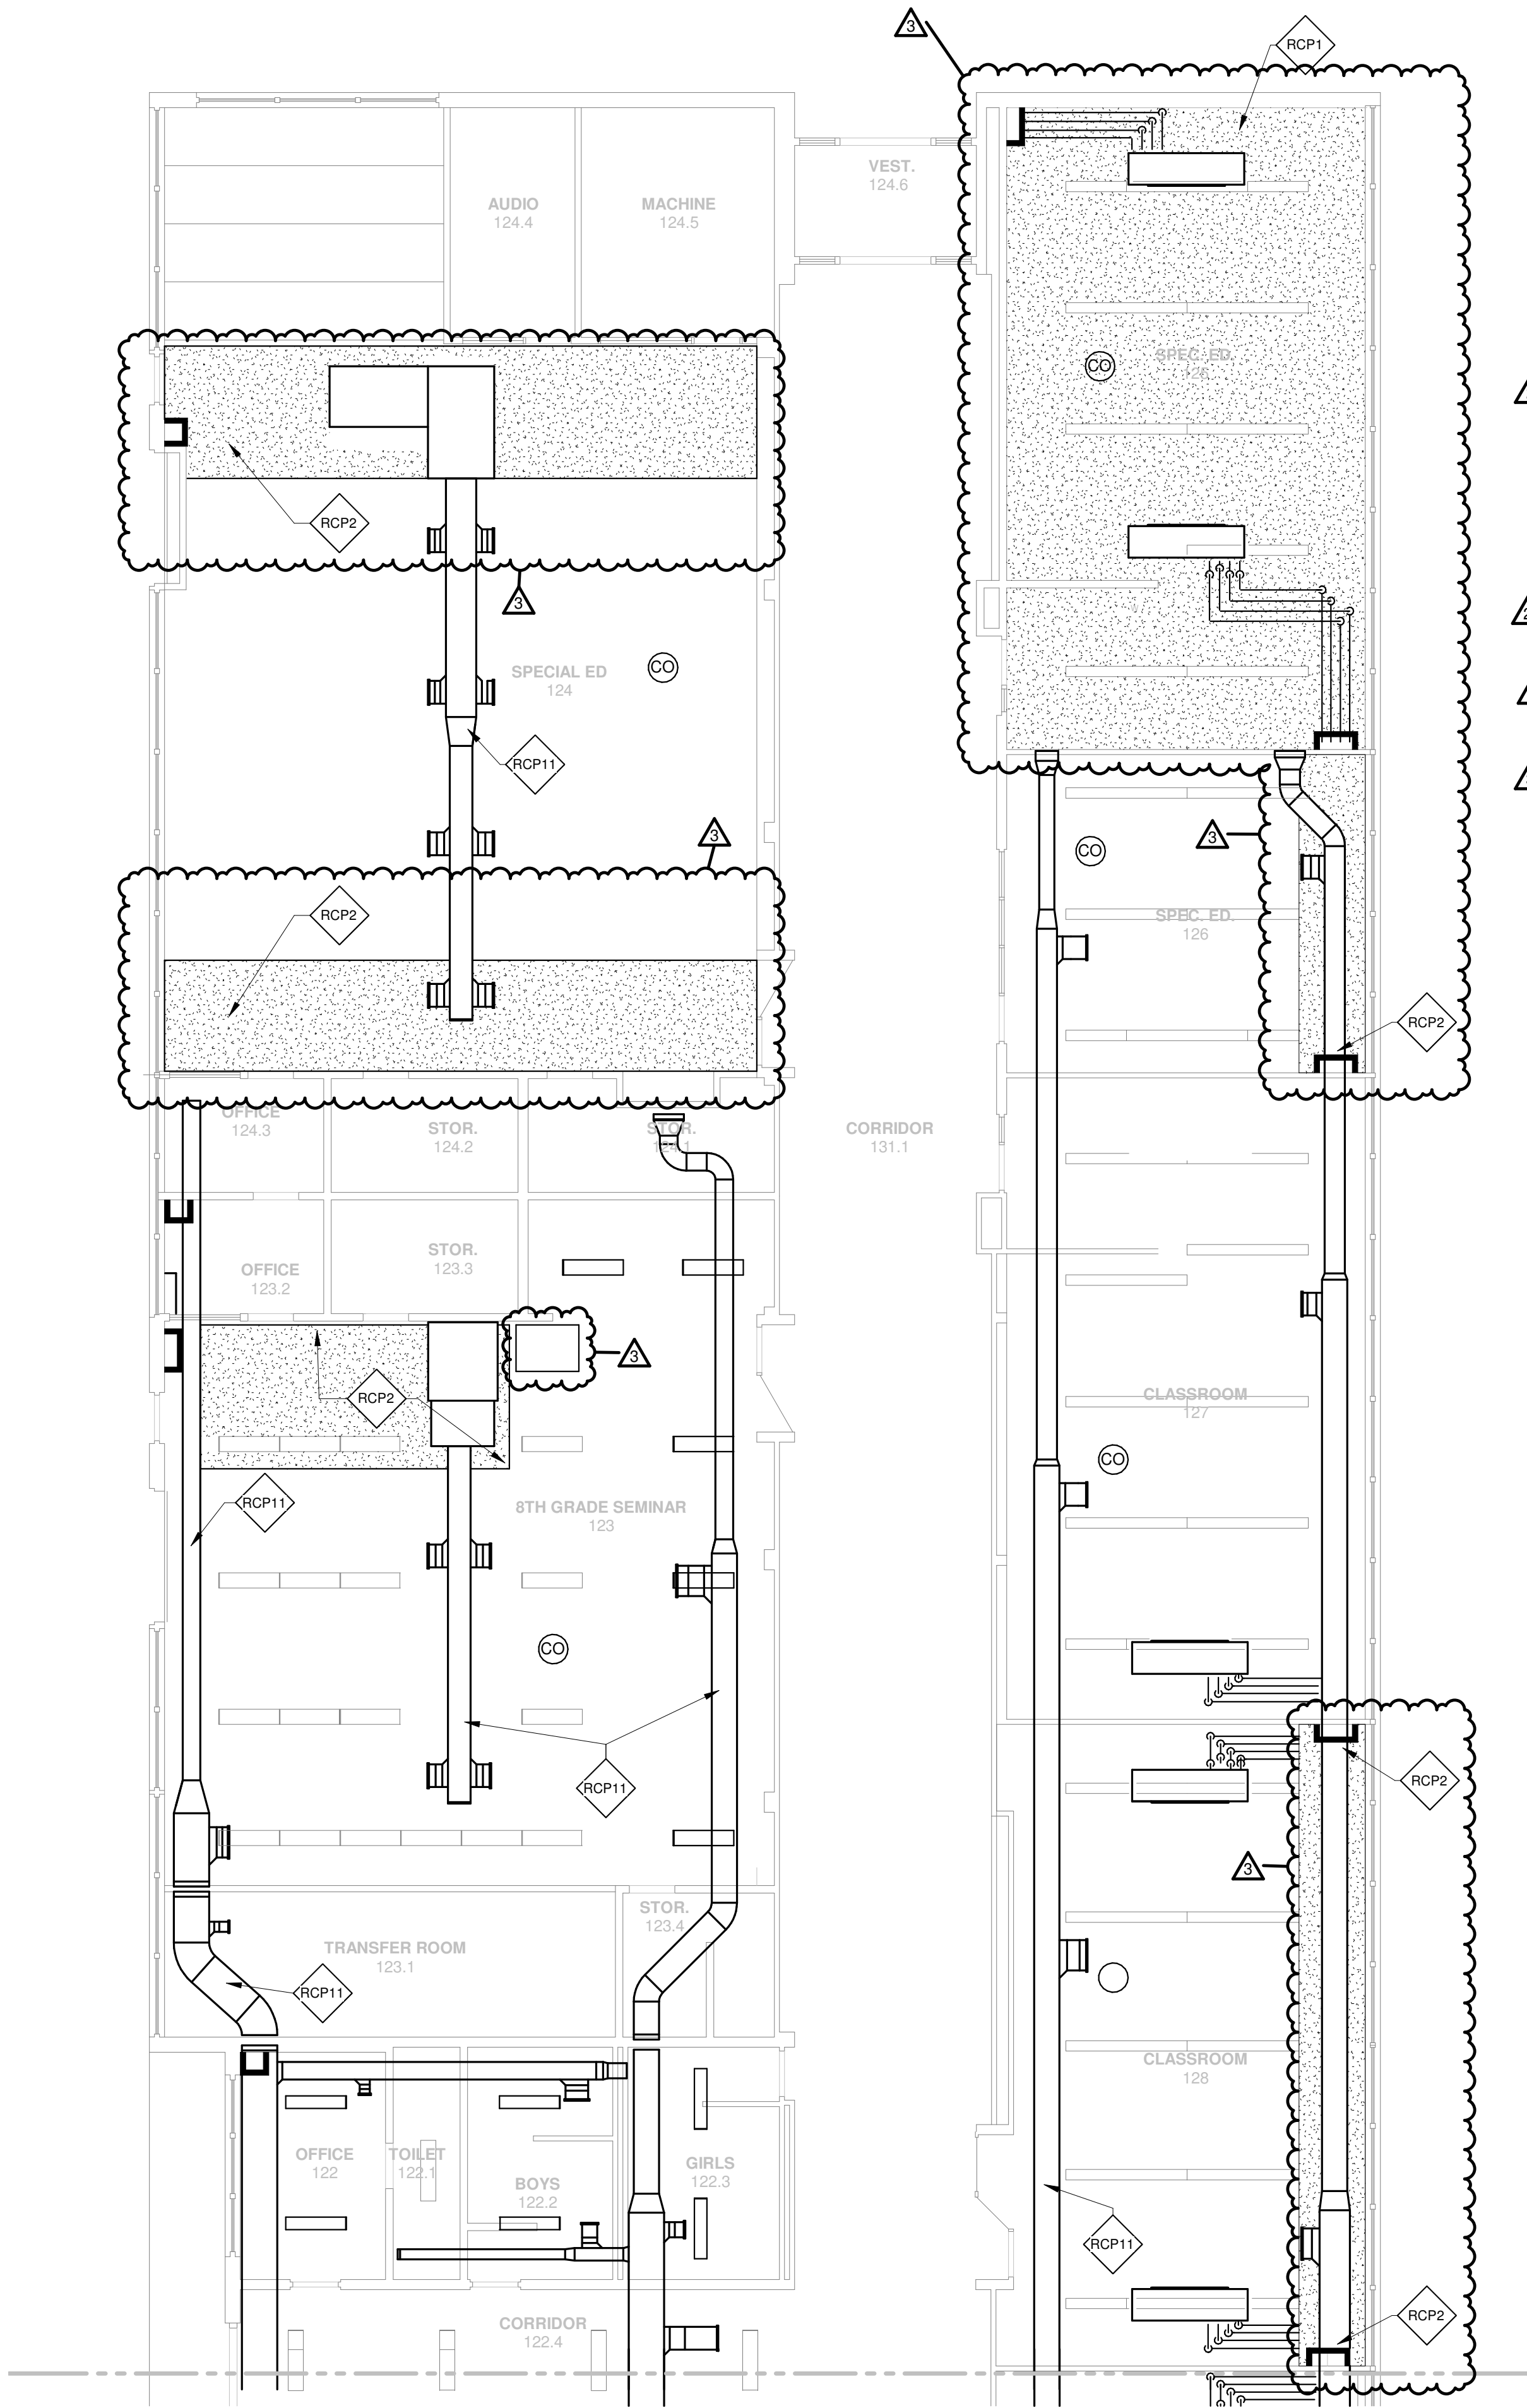 3
RCP1
VEST.
124.6
AUDIO
124.4
MACHINE
124.5
SPEC. ED.
CO
RCP2
3
SPECIAL ED
124
CO
RCP11
3
3
CO
RCP2
SPEC. ED.
126
RCP2
OFFICE
124.3
STOR.
124.2
STOR.
124.1
CORRIDOR
131.1
STOR.
123.3
OFFICE
123.2
3
RCP2
CLASSROOM
127
CO
RCP11
8TH GRADE SEMINAR
123
CO
RCP11
RCP2
3
STOR.
123.4
TRANSFER ROOM
123.1
RCP11
CLASSROOM
128
OFFICE
122
TOILET
122.1
BOYS
122.2
GIRLS
122.3
RCP11
CORRIDOR
122.4
RCP2